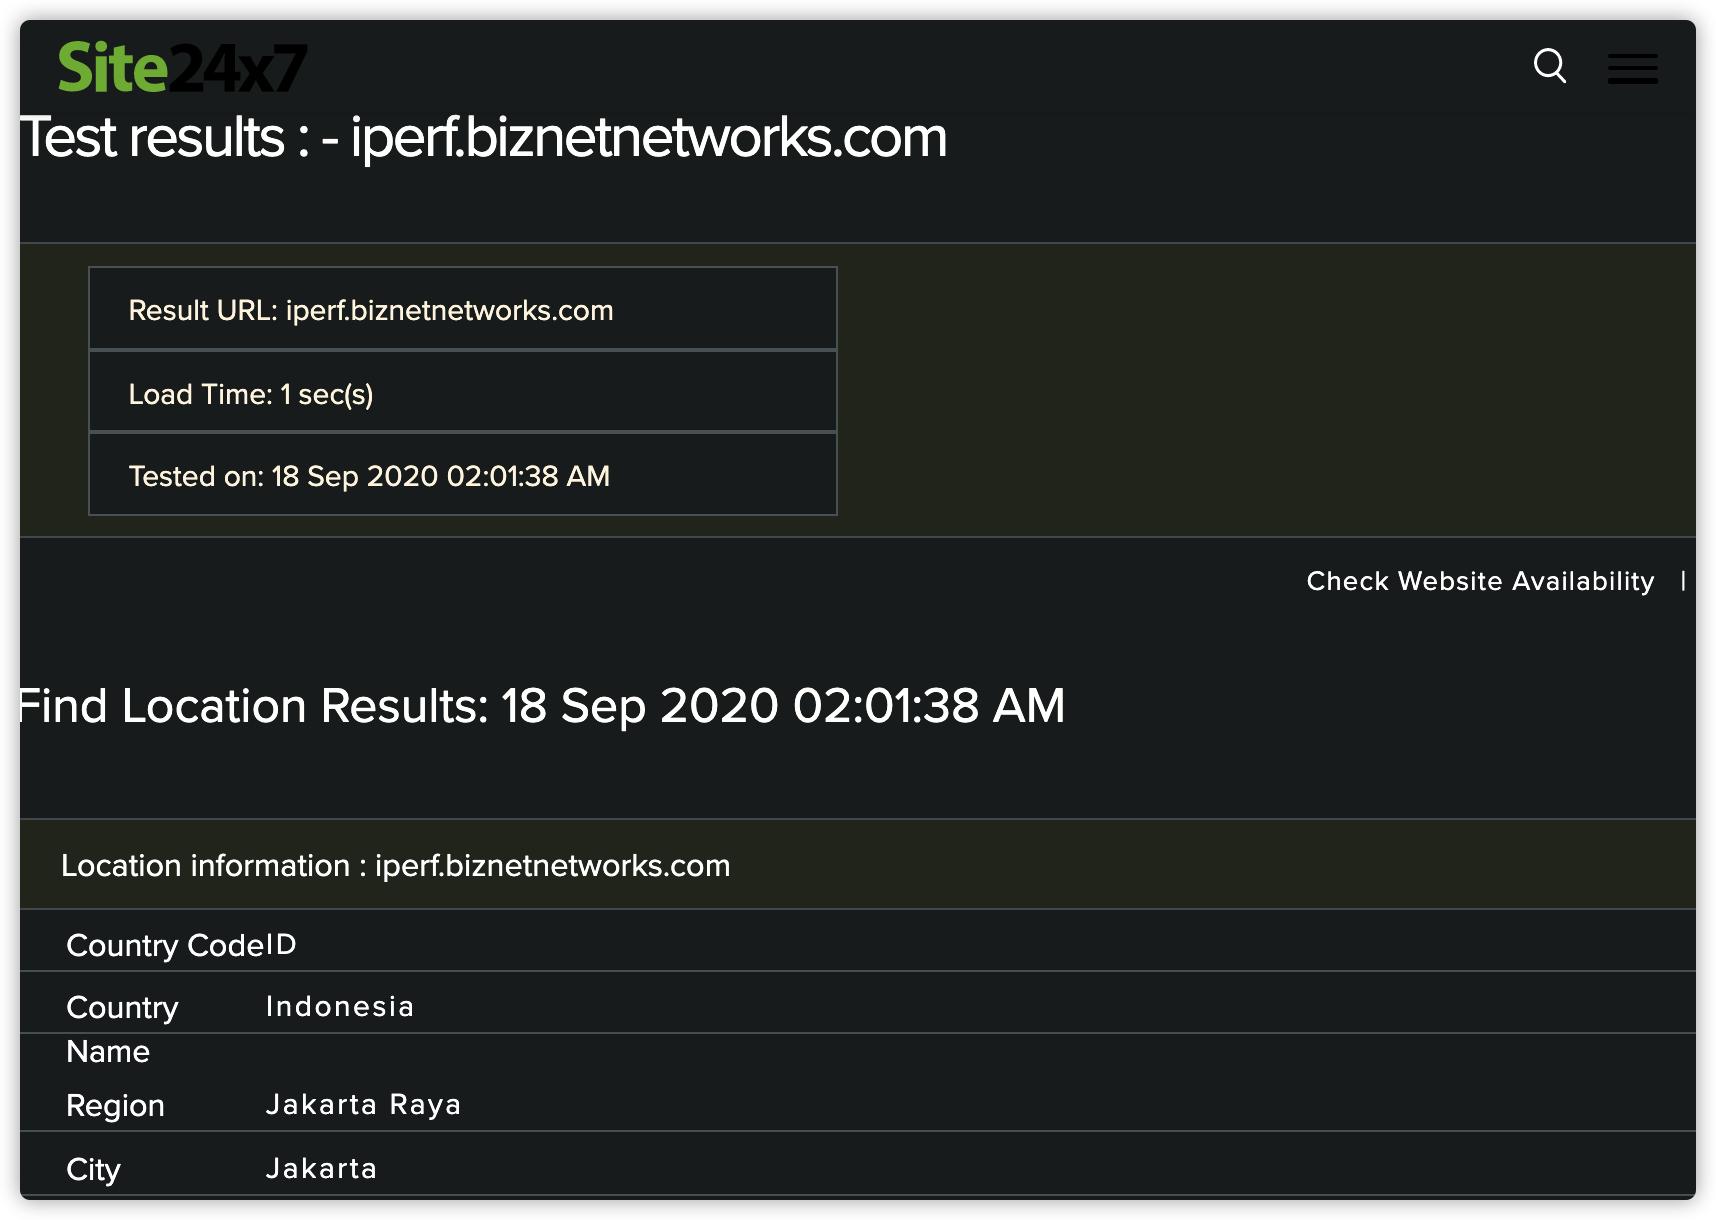 Site24x7
Test results : - iperf.biznetnetworks.com
Result URL: iperf.biznetnetworks.com
Load Time: 1 sec(s)
Tested on: 18 Sep 2020 02:01:38 AM
Check Website Availability |
Find Location Results: 18 Sep 2020 02:01:38 AM
Location information : iperf.biznetnetworks.com
Country Code ID
Country Indonesia
Name
Region Jakarta Raya
City Jakarta